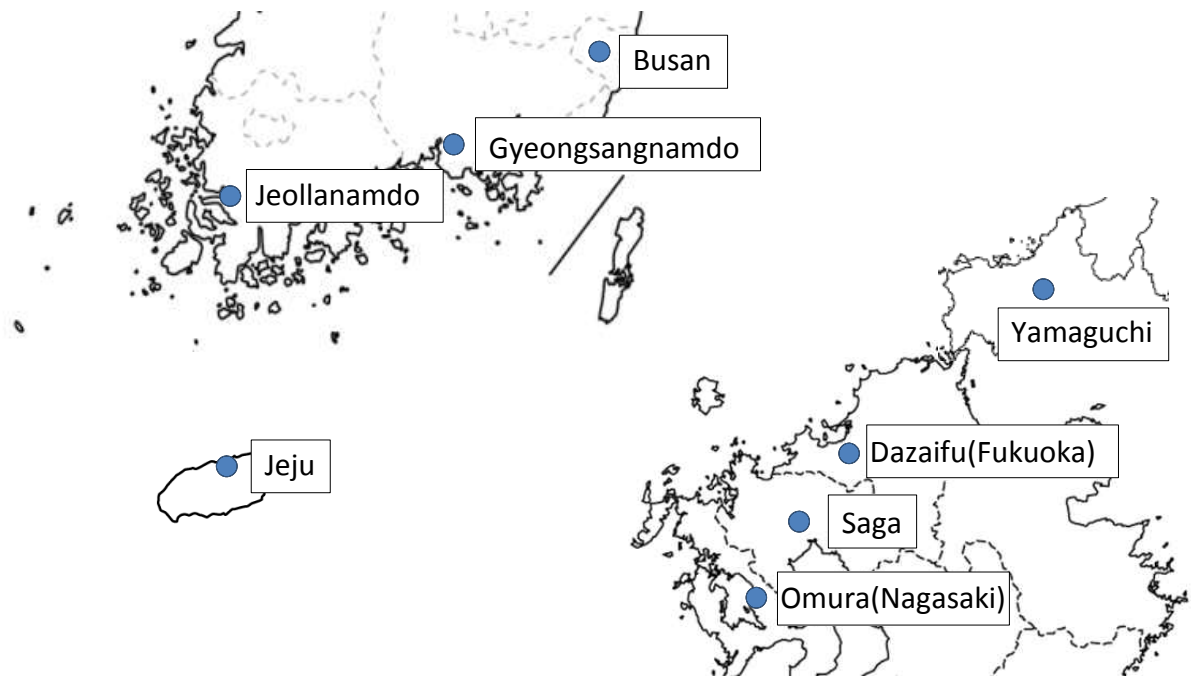 Busan
Gyeongsangnamdo
Jeollanamdo
Yamaguchi
Dazaifu(Fukuoka)
Jeju
Saga
Omura(Nagasaki)